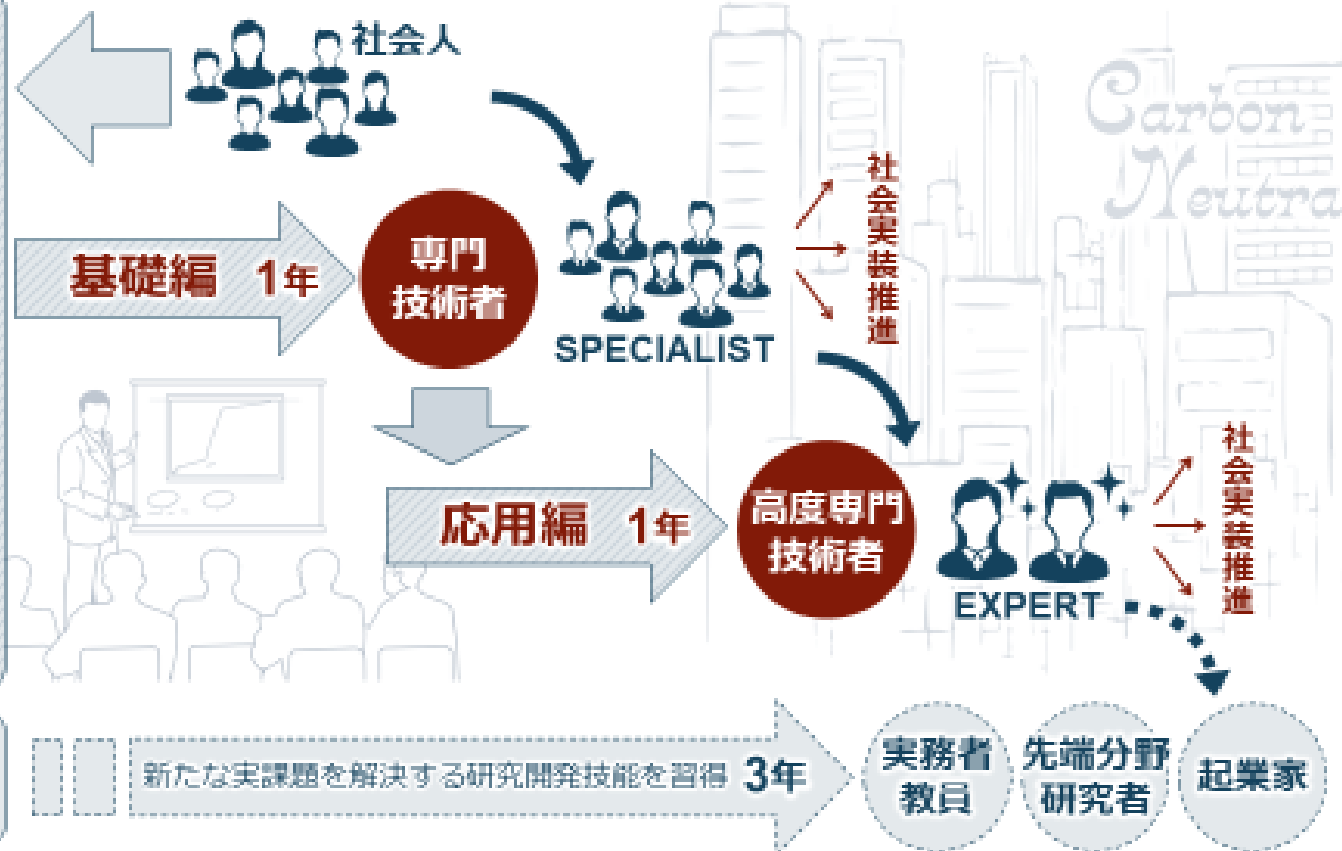 社会人
Carbon
Neutra
社会実装推進
基礎編 1年
専門
技術者
SPECIALIST
応用編 1年
高度専門
技術者
EXPERT
社会実装推進
新たな実課題を解決する研究開発技能を習得 3年
実務者
教員
先端分野
研究者
起業家